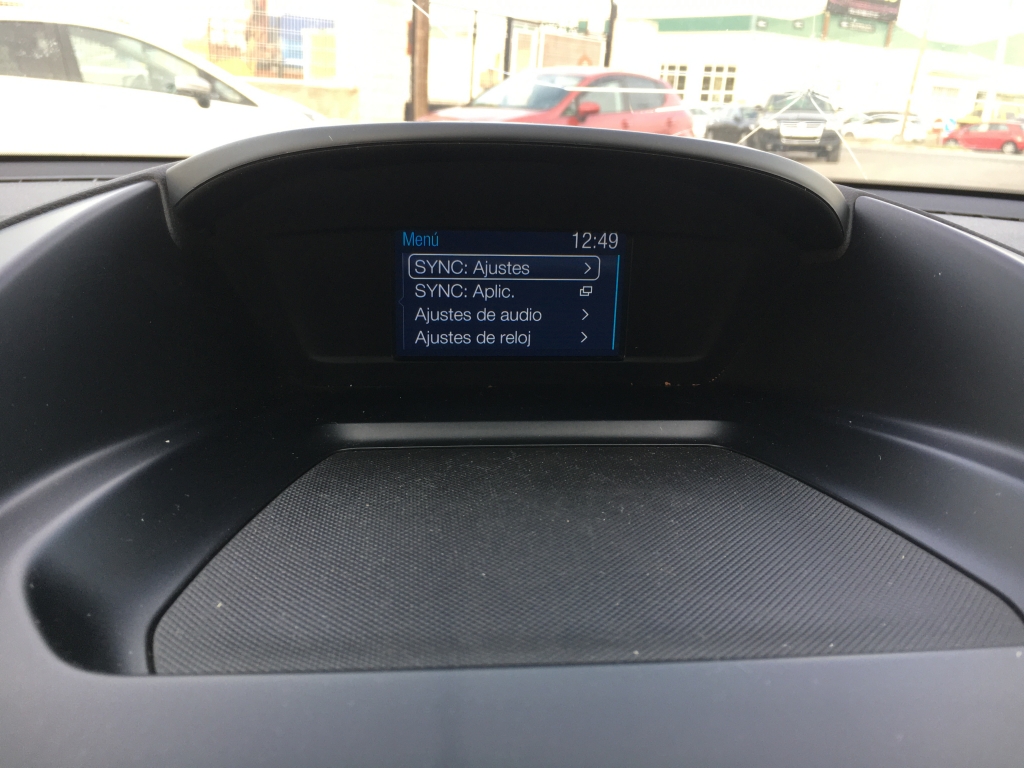 Menú 12:49
SYNC: Ajustes
SYNC: Aplic.
Ajustes de audio
Ajustes de reloj